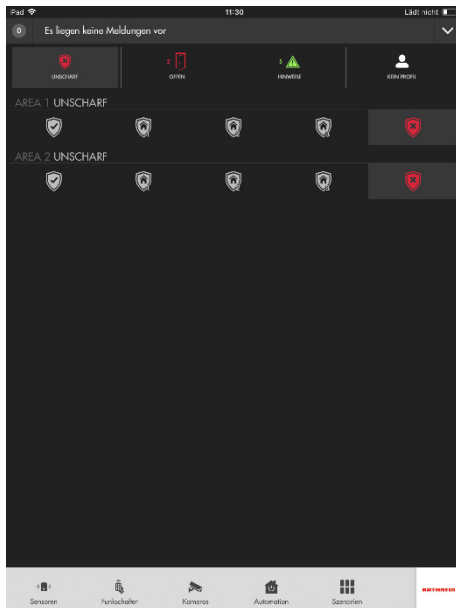 iPad 11:30 Lädt nicht
0 Es liegen keine Meldungen vor
UNSCHARF OFFEN HINWEISE KEIN PROFIL
AREA 1 UNSCHARF
AREA 2 UNSCHARF
Sensoren Funkschalter Kameras Automation Szenarien